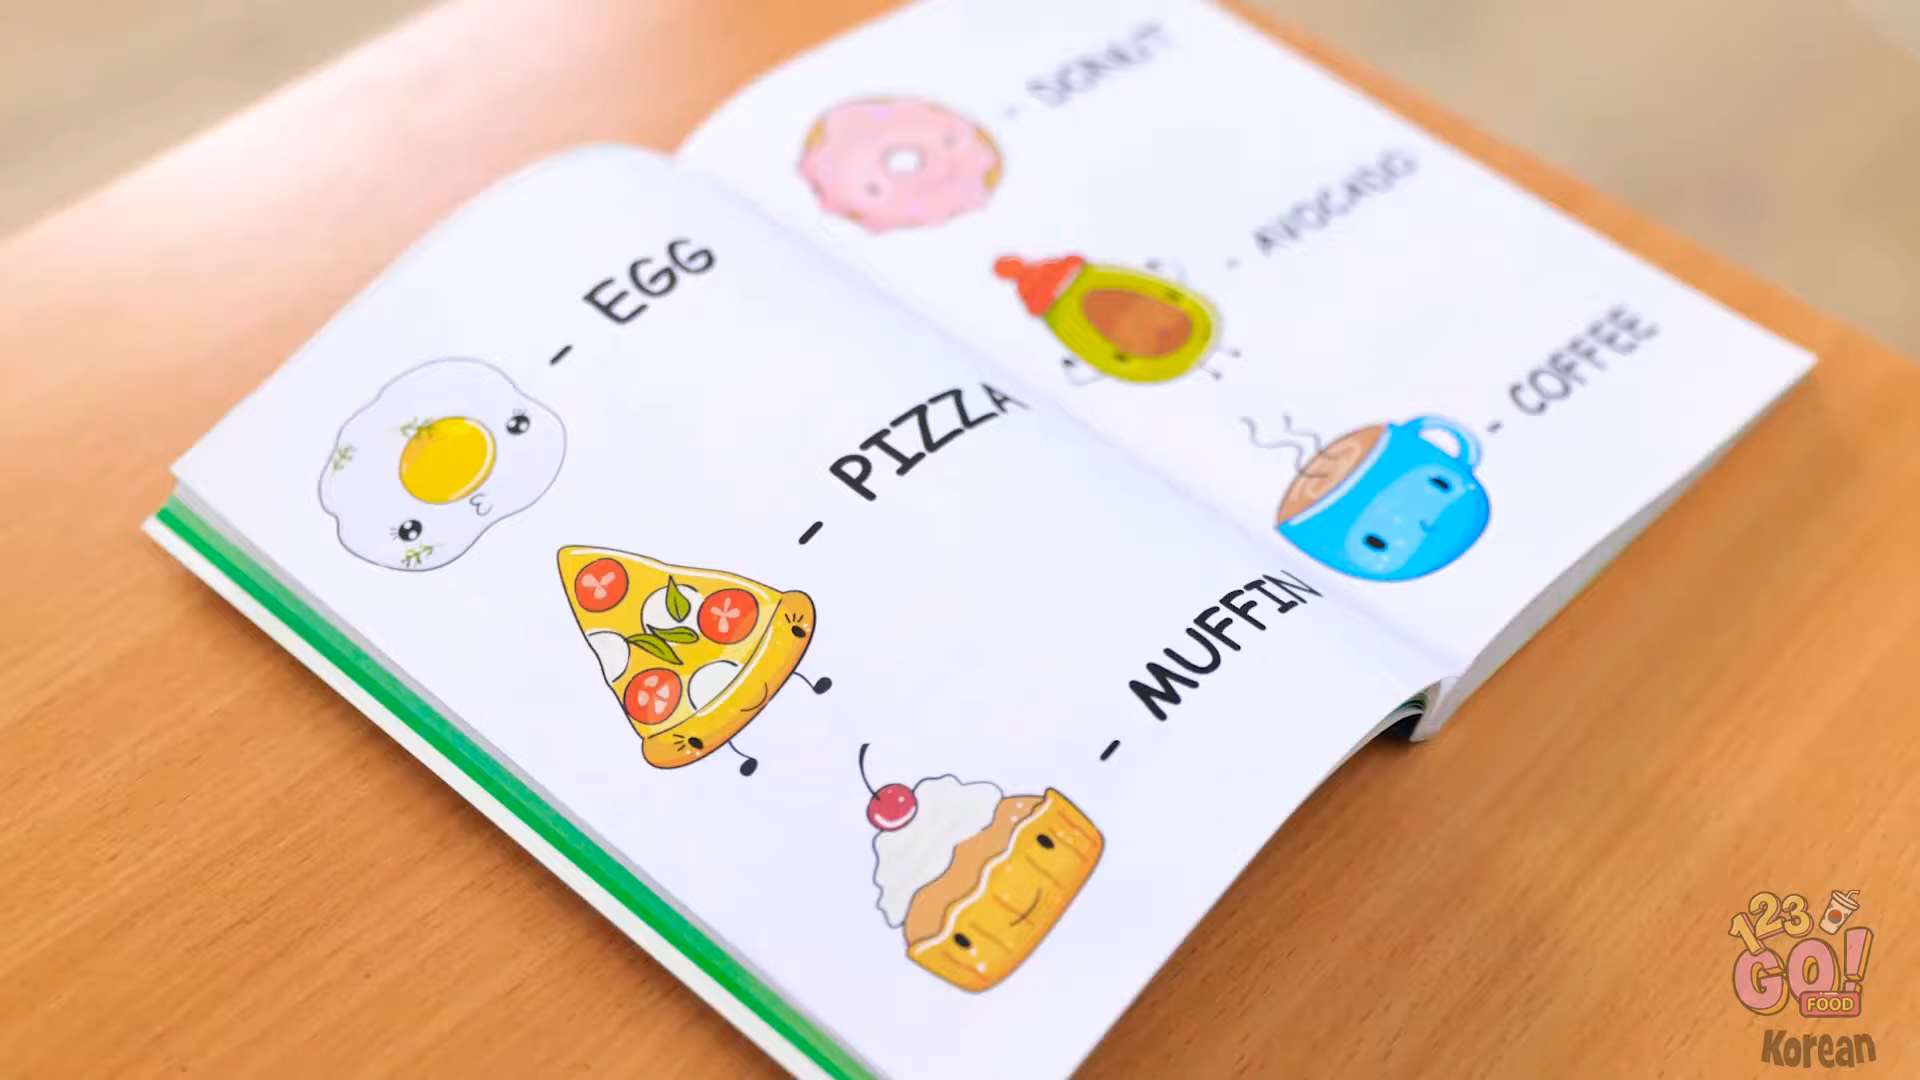 - EGG
- PIZZA
- MUFFIN
- DONUT
- AVOCADO
- COFFEE
123
GO!
FOOD
Korean